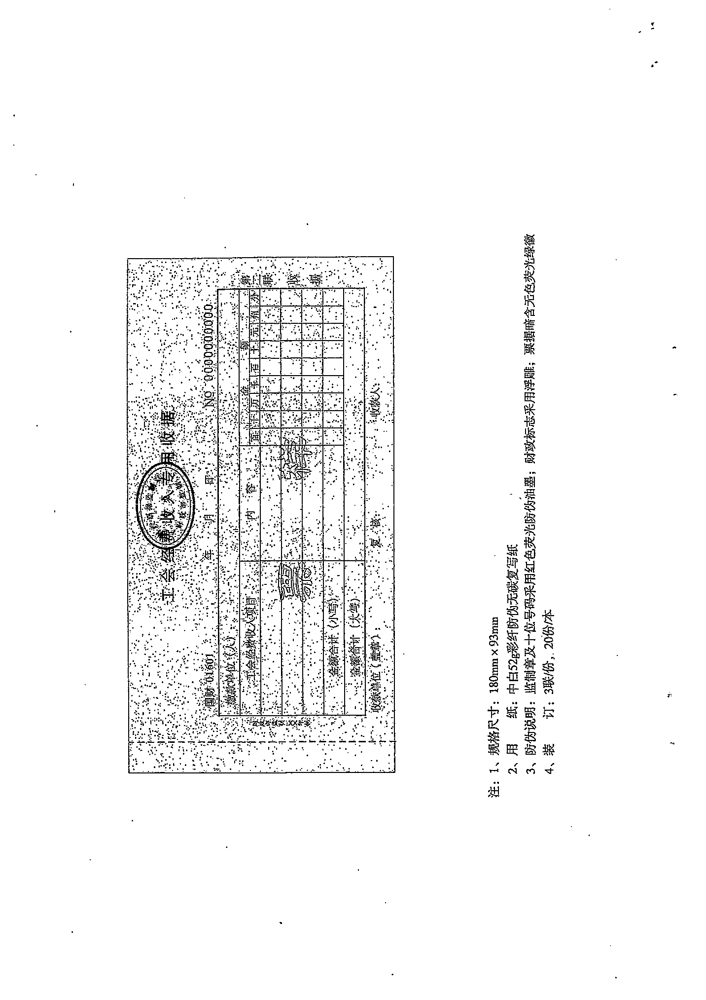 工会经费收入专用收据
国财 01601 年 月 日 NO 0000000000
缴款单位（人）
工会经费收入项目 内 容 金 额
百 十 万 千 百 十 元 角 分
票 样
金额合计（小写）
金额合计（大写）
收款单位（盖章）： 复 核： 收款人：
第二联 收 据
注：1、规格尺寸：180mm×93mm
2、用 纸：中白52g彩纤防伪无碳复写纸
3、防伪说明：监制章及十位号码采用红色荧光防伪油墨；财政标志采用浮雕；票据暗含无色荧光绿徽
4、装 订：3联/份，20份/本